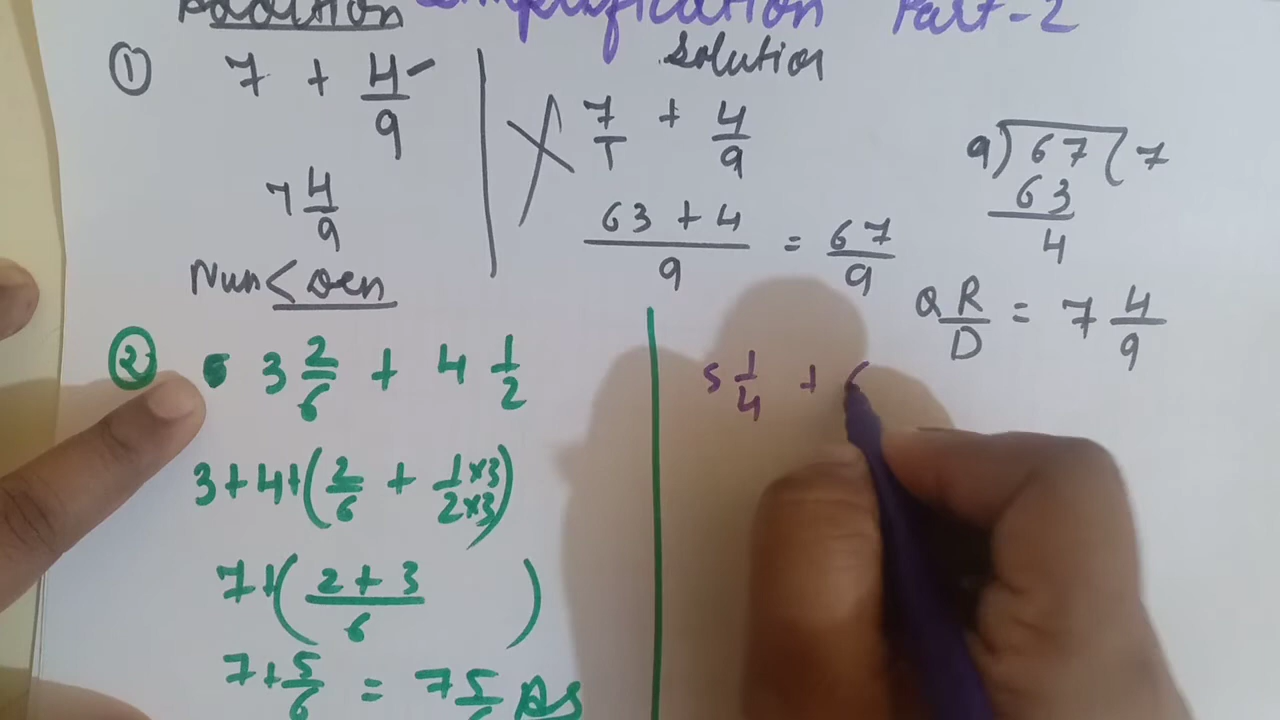 Addition Simplification Part-2
① 7 + 4/9
7 4/9
Num < Den
Solution
7/1 + 4/9
63 + 4 / 9 = 67/9
9) 67 (7
63
4
Q R/D = 7 4/9
② 3 2/6 + 4 1/2
3+4+(2/6 + 1×3/2×3)
7+(2+3/6)
7+5/6 = 7 5/6 As
5 1/4 + 6